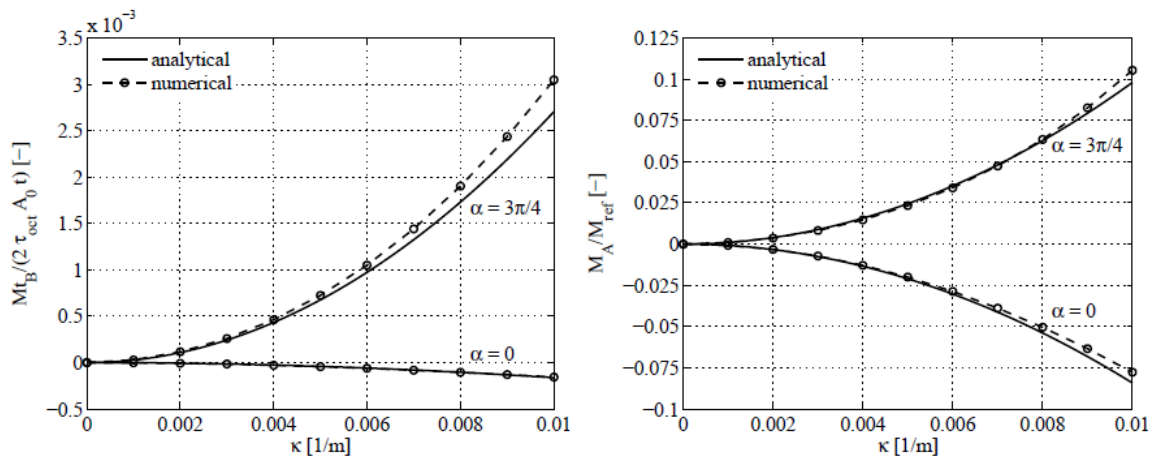 x 10⁻³
3.5
3
2.5
2
1.5
1
0.5
0
−0.5
Mt_B/(2 τ_oct A_0 t) [-]
analytical
numerical
α = 3π/4
α = 0
0 0.002 0.004 0.006 0.008 0.01
κ [1/m]
0.125
0.1
0.075
0.05
0.025
0
−0.025
−0.05
−0.075
−0.1
M_A/M_ref [-]
analytical
numerical
α = 3π/4
α = 0
0 0.002 0.004 0.006 0.008 0.01
κ [1/m]